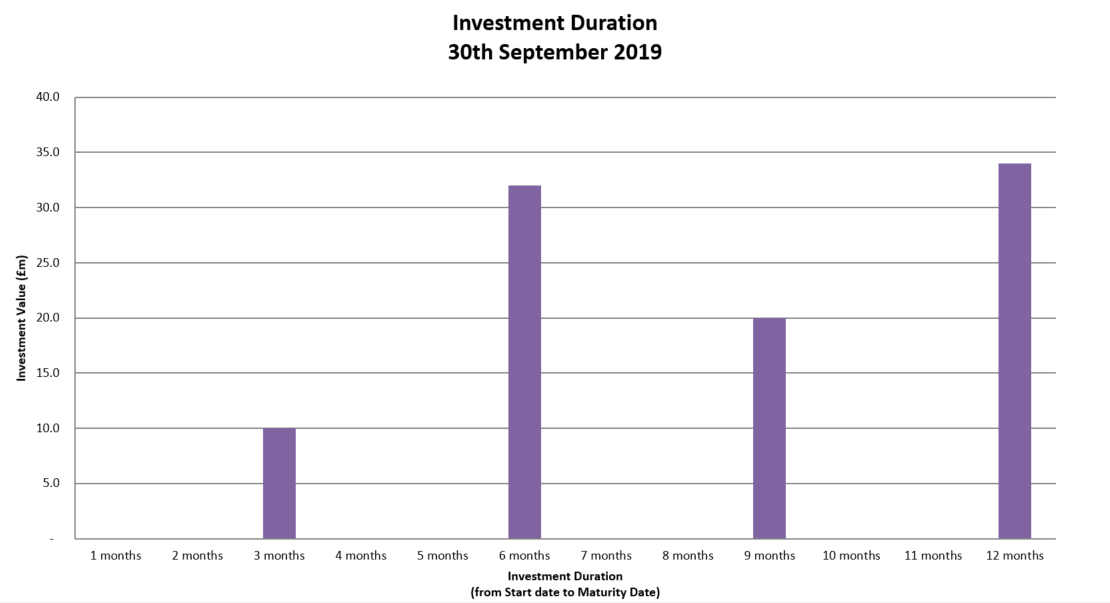 Investment Duration
30th September 2019
40.0
35.0
30.0
25.0
20.0
15.0
10.0
5.0
-
Investment Value (£m)
1 months 2 months 3 months 4 months 5 months 6 months 7 months 8 months 9 months 10 months 11 months 12 months
Investment Duration
(from Start date to Maturity Date)